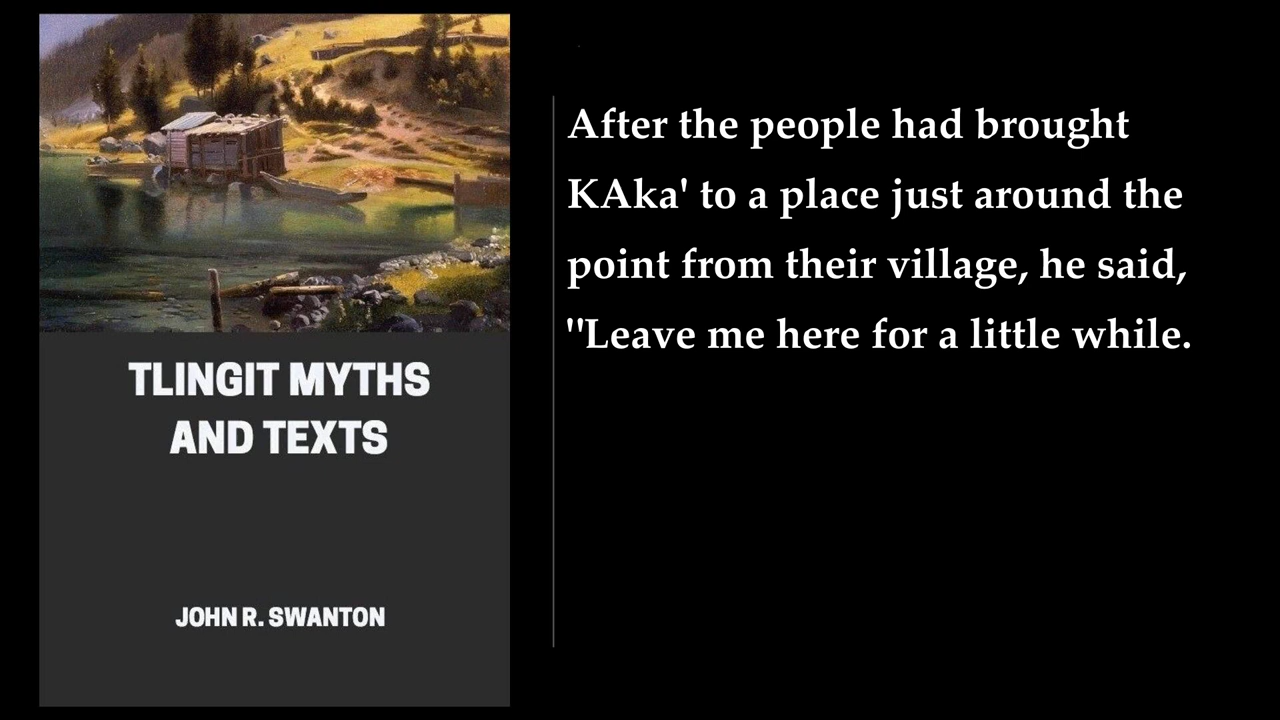 TLINGIT MYTHS
AND TEXTS
JOHN R. SWANTON
After the people had brought
KAka' to a place just around the
point from their village, he said,
"Leave me here for a little while.